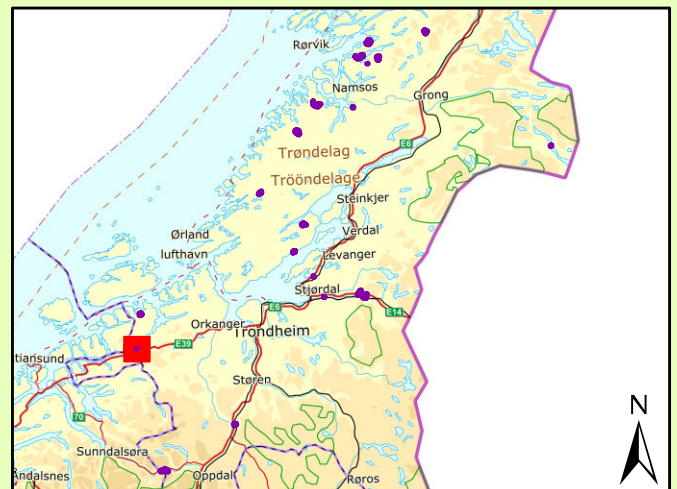 Rørvik
Namsos
Grong
E6
Trøndelag
Trööndelage
Steinkjer
Ørland
lufthavn
Verdal
Levanger
Stjørdal
E6
E14
Orkanger
Trondheim
E39
tiansund
Støren
70
Sunndalsøra
Oppdal
Åndalsnes
Røros
N